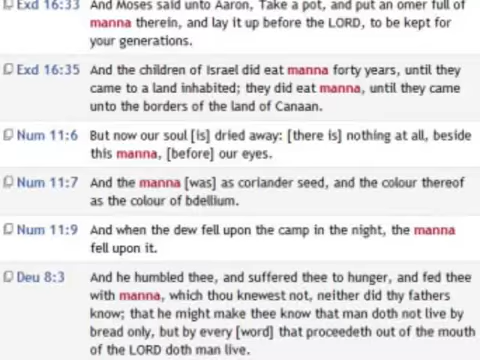 Exd 16:33 And Moses said unto Aaron, Take a pot, and put an omer full of
manna therein, and lay it up before the LORD, to be kept for
your generations.
Exd 16:35 And the children of Israel did eat manna forty years, until they
came to a land inhabited; they did eat manna, until they came
unto the borders of the land of Canaan.
Num 11:6 But now our soul [is] dried away: [there is] nothing at all, beside
this manna, [before] our eyes.
Num 11:7 And the manna [was] as coriander seed, and the colour thereof
as the colour of bdellium.
Num 11:9 And when the dew fell upon the camp in the night, the manna
fell upon it.
Deu 8:3 And he humbled thee, and suffered thee to hunger, and fed thee
with manna, which thou knewest not, neither did thy fathers
know; that he might make thee know that man doth not live by
bread only, but by every [word] that proceedeth out of the mouth
of the LORD doth man live.